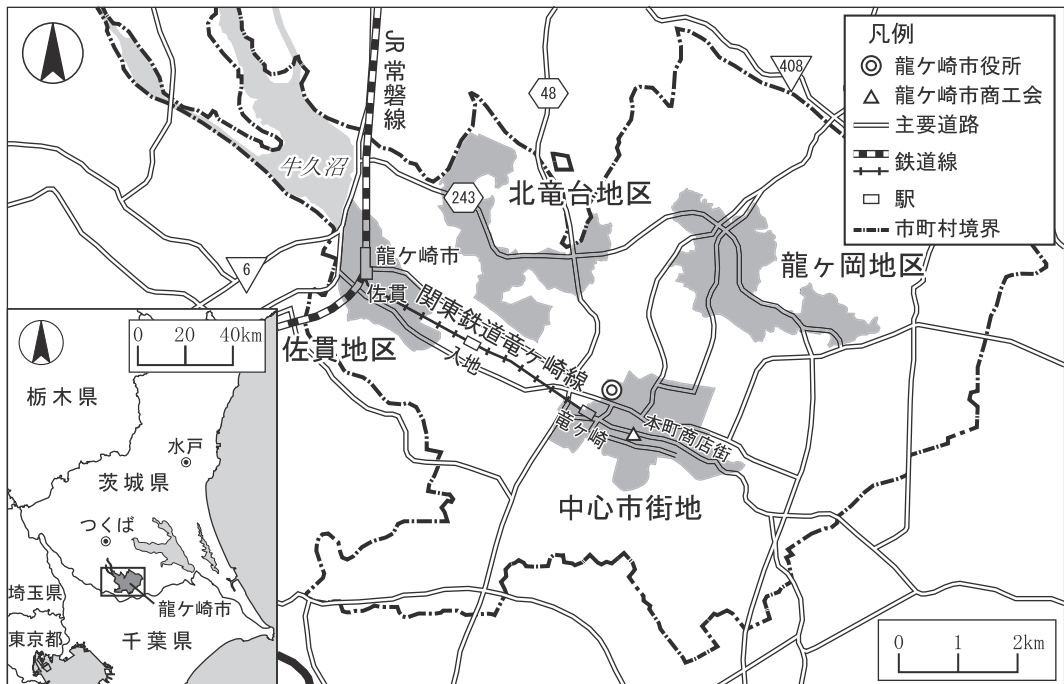 凡例
龍ケ崎市役所
龍ケ崎市商工会
主要道路
鉄道線
駅
市町村境界
JR常磐線
408
48
牛久沼
243
北竜台地区
龍ヶ岡地区
龍ケ崎市
6
佐貫
関東鉄道竜ヶ崎線
佐貫地区
入地
竜ヶ崎
本町商店街
中心市街地
0 1 2km
0 20 40km
栃木県
水戸
茨城県
つくば
埼玉県
龍ケ崎市
東京都
千葉県